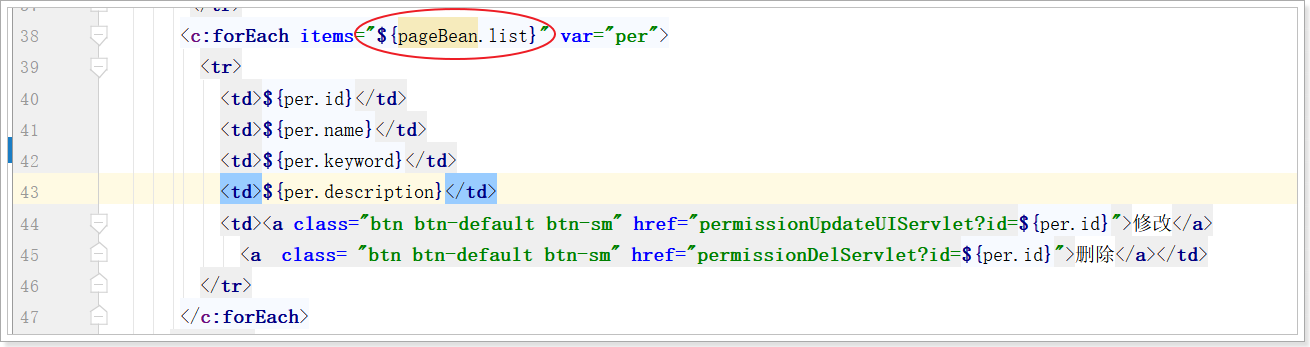 </tr>
38 <c:forEach items="${pageBean.list}" var="per">
39 <tr>
40 <td>${per.id}</td>
41 <td>${per.name}</td>
42 <td>${per.keyword}</td>
43 <td>${per.description}</td>
44 <td><a class="btn btn-default btn-sm" href="permissionUpdateUIServlet?id=${per.id}">修改</a>
45 <a  class= "btn btn-default btn-sm" href="permissionDelServlet?id=${per.id}">删除</a></td>
46 </tr>
47 </c:forEach>